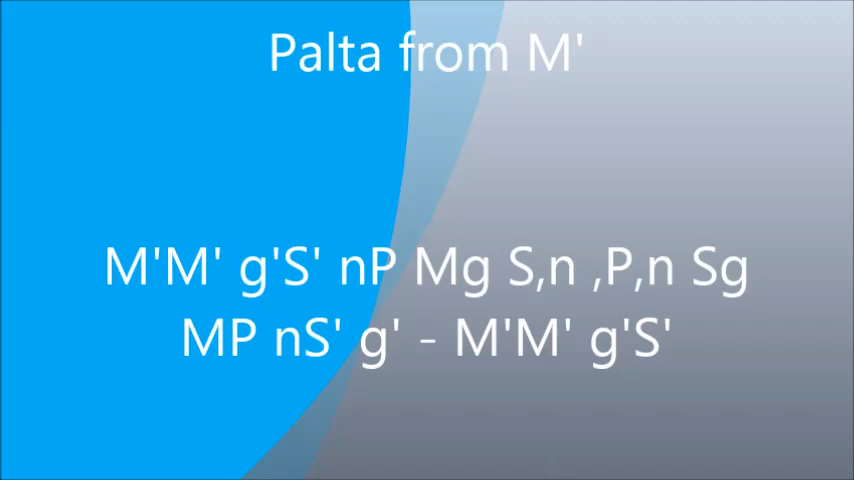 Palta from M'
M'M' g'S' nP Mg S,n ,P,n Sg
MP nS' g' - M'M' g'S'